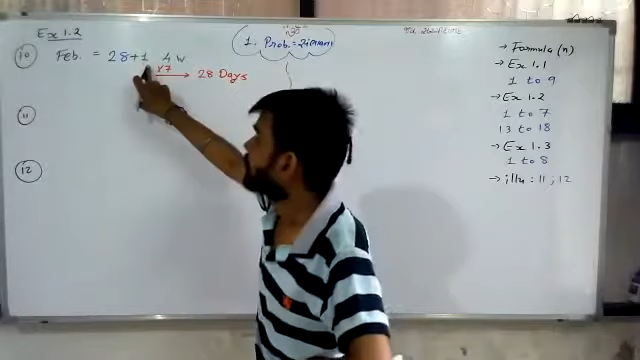 Ex 1.2
10 Feb. = 28+1 4 w
x7 → 28 Days
11
12
1. Prob.
→ Formula (n)
→ Ex 1.1
1 to 9
→ Ex 1.2
1 to 7
13 to 18
→ Ex 1.3
1 to 8
→ illu : 11 ; 12